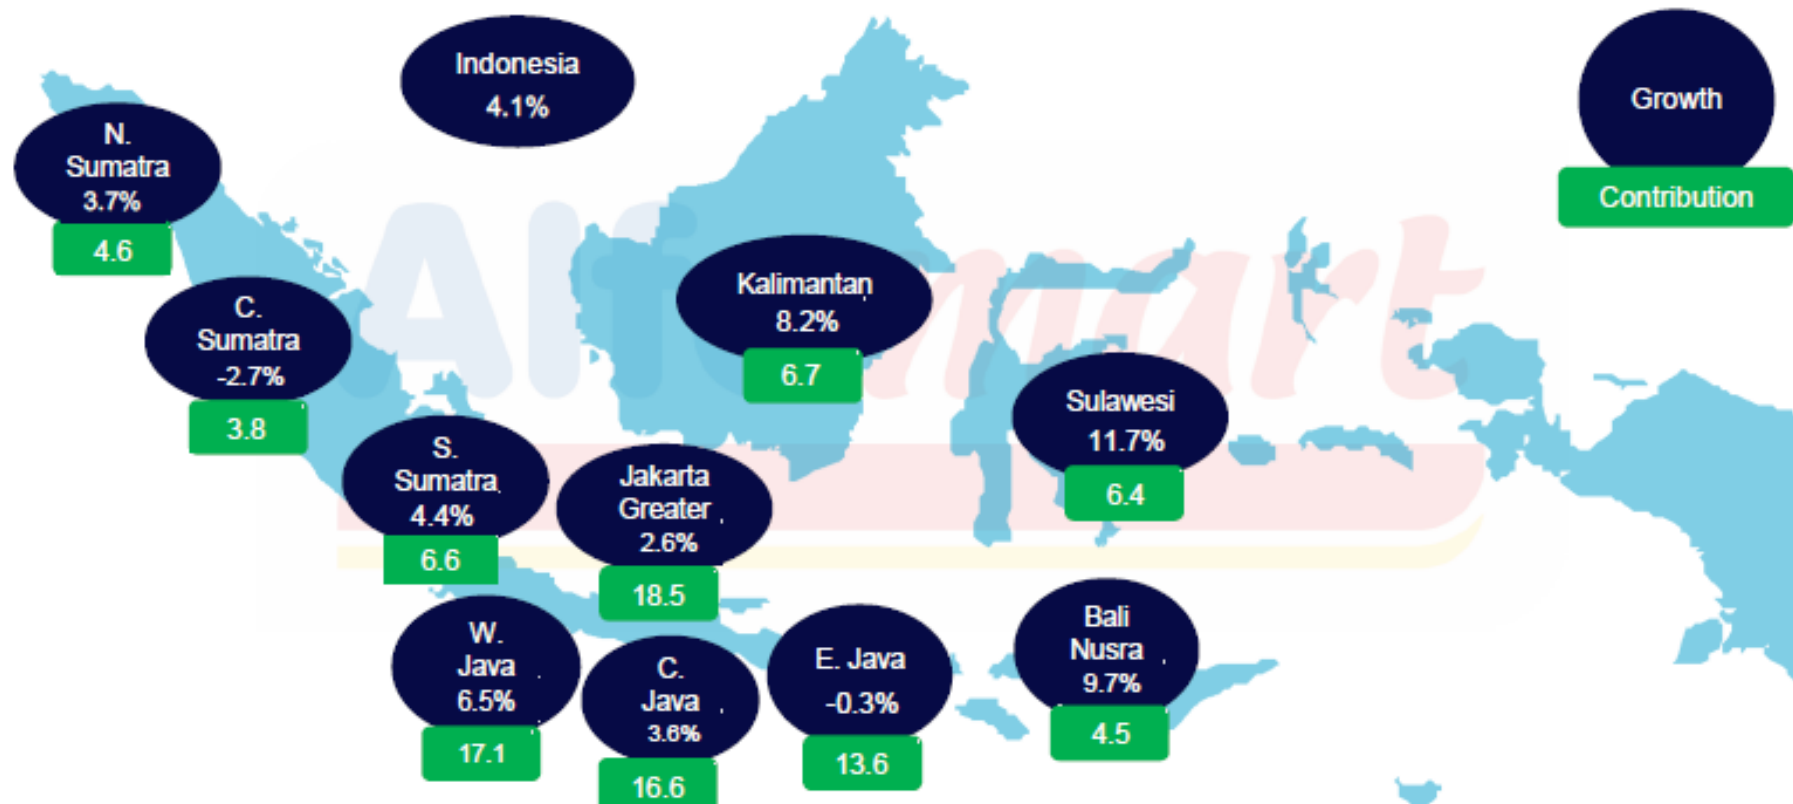 Indonesia
4.1%
Growth
Contribution
N.
Sumatra
3.7%
4.6
C.
Sumatra
-2.7%
3.8
Kalimantan
8.2%
6.7
Sulawesi
11.7%
6.4
S.
Sumatra
4.4%
6.6
Jakarta
Greater
2.6%
18.5
W.
Java
6.5%
17.1
C.
Java
3.6%
16.6
E. Java
-0.3%
13.6
Bali
Nusra
9.7%
4.5
Alfamart